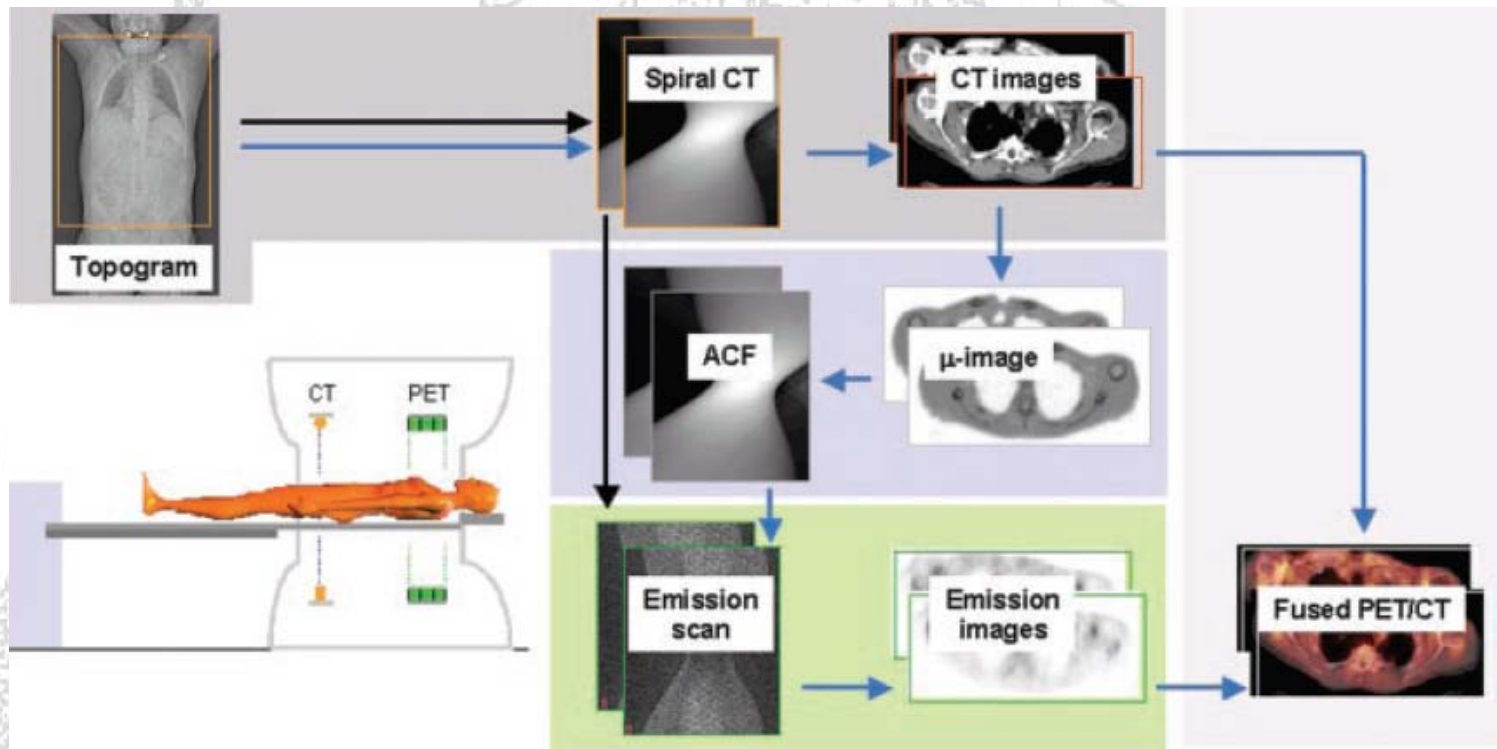 Spiral CT
CT images
Topogram
ACF
μ-image
CT
PET
Emission
scan
Emission
images
Fused PET/CT